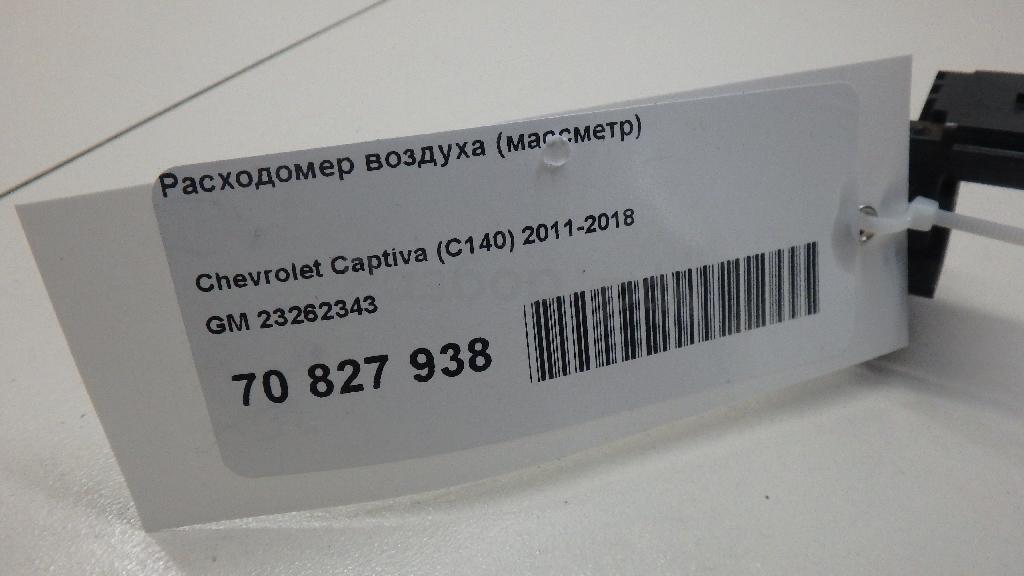 Расходомер воздуха (массметр)
Chevrolet Captiva (C140) 2011-2018
GM 23262343
70 827 938